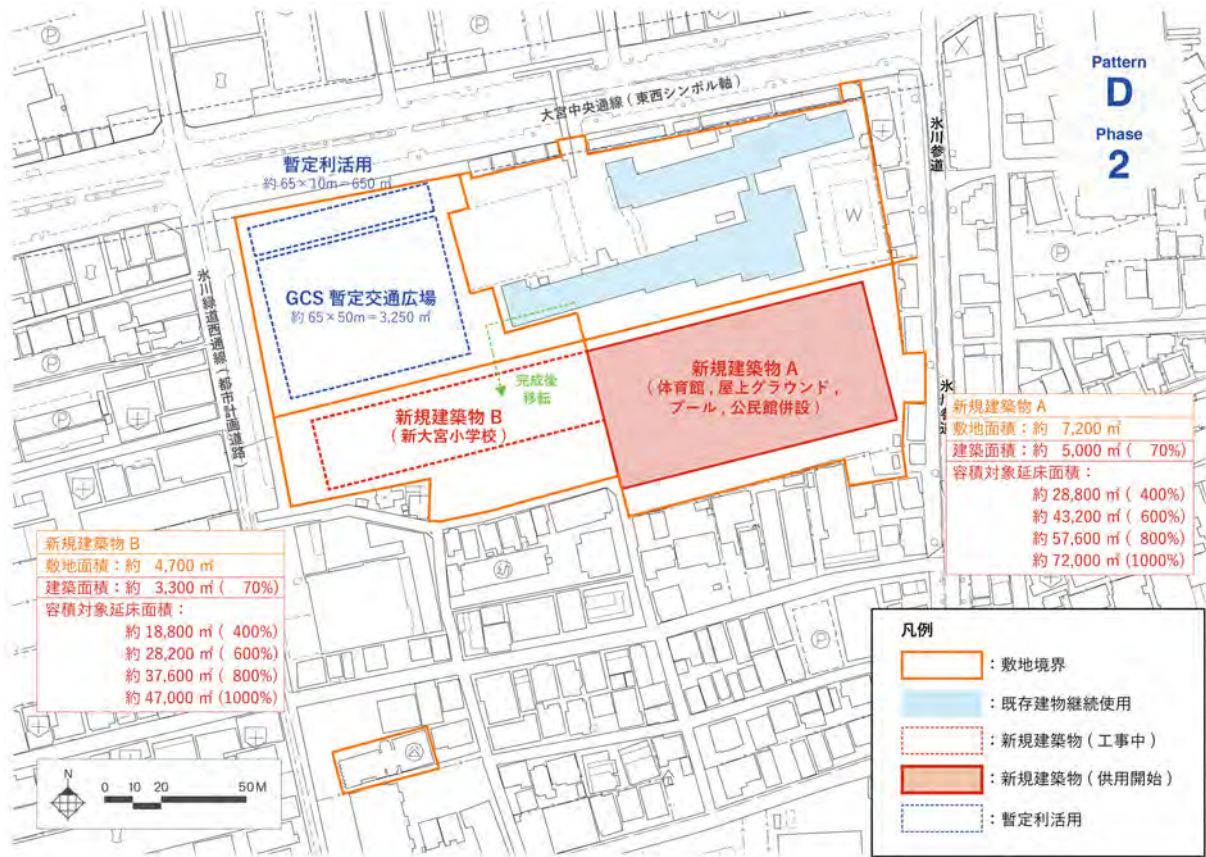 Pattern
D
Phase
2
大宮中央通線(東西シンボル軸)
氷川参道
暫定利活用
約 65×10m=650 ㎡
GCS 暫定交通広場
約 65×50m=3,250 ㎡
氷川緑道西通線(都市計画道路)
W
完成後
移転
新規建築物 A
(体育館,屋上グラウンド,
プール,公民館併設)
新規建築物 B
(新大宮小学校)
氷川参道
新規建築物 A
敷地面積:約 7,200 ㎡
建築面積:約 5,000 ㎡( 70%)
容積対象延床面積:
約 28,800 ㎡( 400%)
約 43,200 ㎡( 600%)
約 57,600 ㎡( 800%)
約 72,000 ㎡(1000%)
新規建築物 B
敷地面積:約 4,700 ㎡
建築面積:約 3,300 ㎡( 70%)
容積対象延床面積:
約 18,800 ㎡( 400%)
約 28,200 ㎡( 600%)
約 37,600 ㎡( 800%)
約 47,000 ㎡(1000%)
幼
P
P
P
P
P
P
凡例
:敷地境界
:既存建物継続使用
:新規建築物(工事中)
:新規建築物(供用開始)
:暫定利活用
N
0 10 20 50M